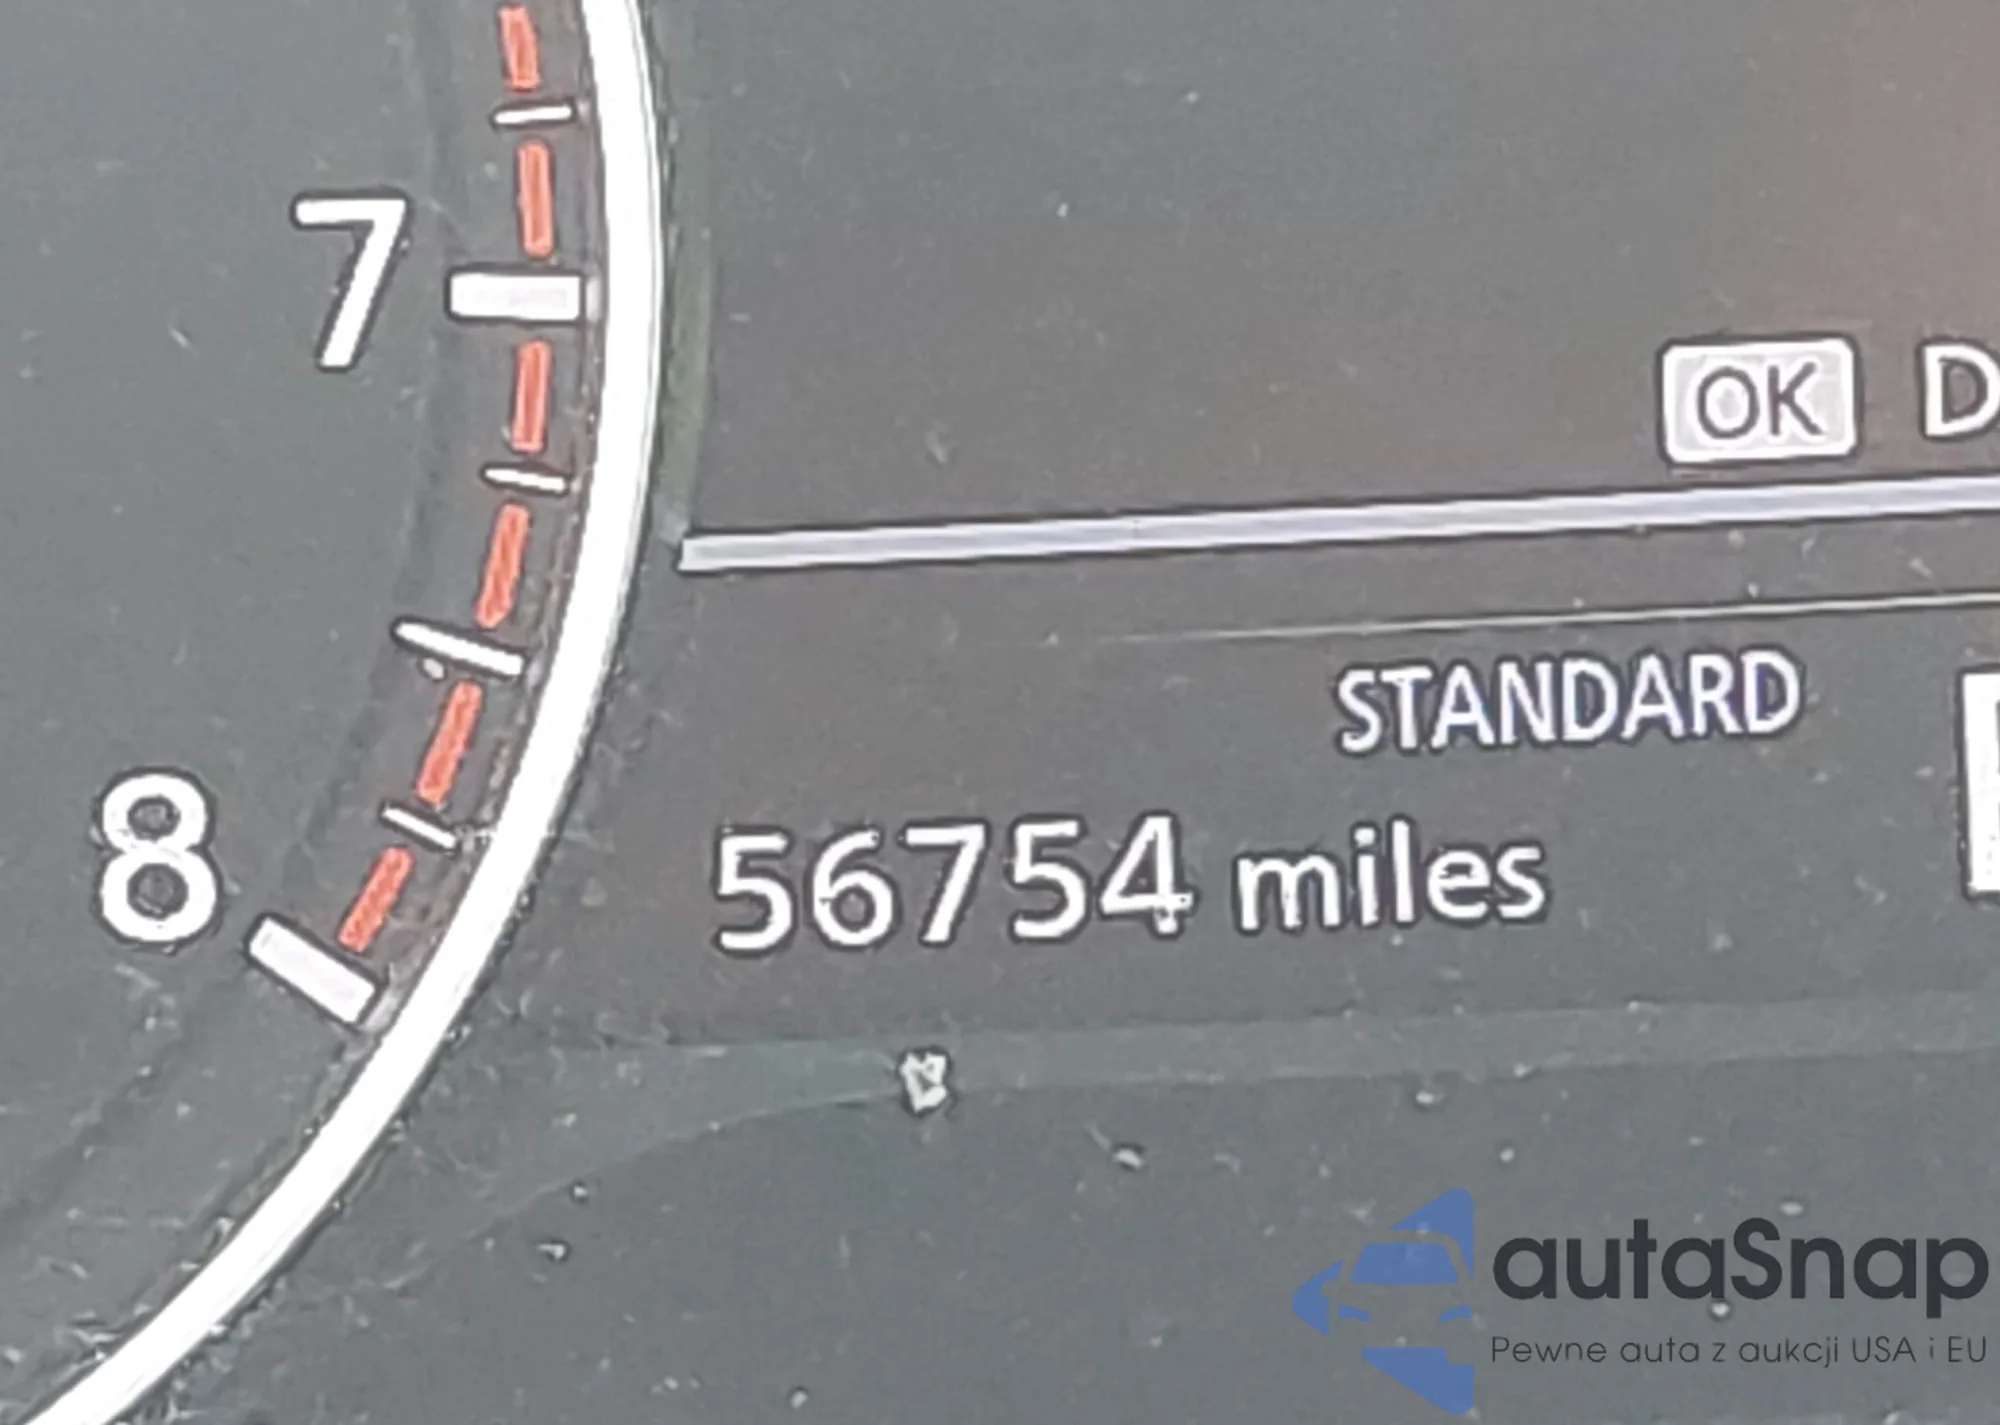 7
OK D
STANDARD
8
56754 miles
autaSnap
Pewne auta z aukcji USA i EU